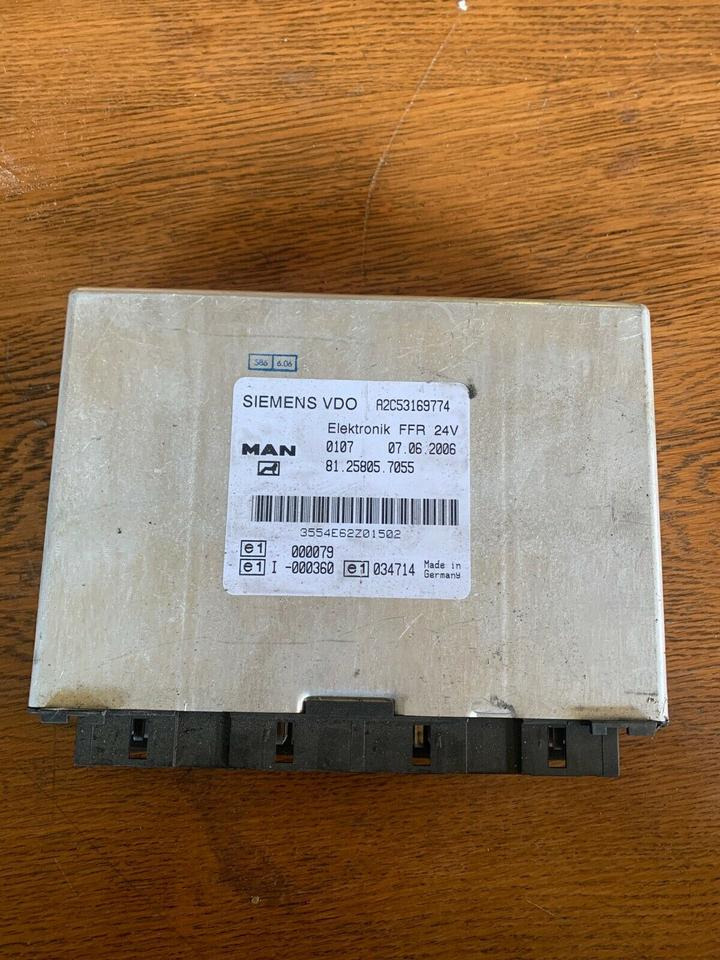 S86 6.06
SIEMENS VDO A2C53169774
Elektronik FFR 24V
MAN 0107 07.06.2006
81.25805.7055
3554E62Z01502
e1 000079
e1 I -000360 e1 034714 Made in
Germany